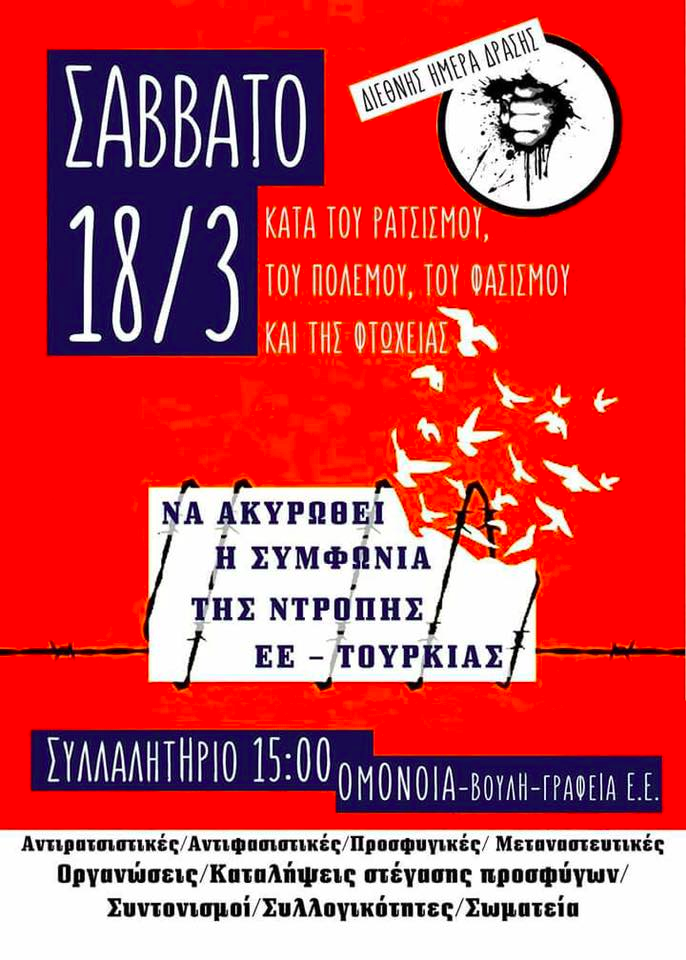 ΔΙΕΘΝΗΣ ΗΜΕΡΑ ΔΡΑΣΗΣ
ΣΑΒΒΑΤΟ
18/3
ΚΑΤΑ ΤΟΥ ΡΑΤΣΙΣΜΟΥ,
ΤΟΥ ΠΟΛΕΜΟΥ, ΤΟΥ ΦΑΣΙΣΜΟΥ
ΚΑΙ ΤΗΣ ΦΤΩΧΕΙΑΣ
ΝΑ ΑΚΥΡΩΘΕΙ
Η ΣΥΜΦΩΝΙΑ
ΤΗΣ ΝΤΡΟΠΗΣ
ΕΕ – ΤΟΥΡΚΙΑΣ
ΣΥΛΛΑΛΗΤΗΡΙΟ 15:00
ΟΜΟΝΟΙΑ-ΒΟΥΛΗ-ΓΡΑΦΕΙΑ Ε.Ε.
Αντιρατσιστικές/Αντιφασιστικές/Προσφυγικές/ Μεταναστευτικές
Οργανώσεις/Καταλήψεις στέγασης προσφύγων/
Συντονισμοί/Συλλογικότητες/Σωματεία